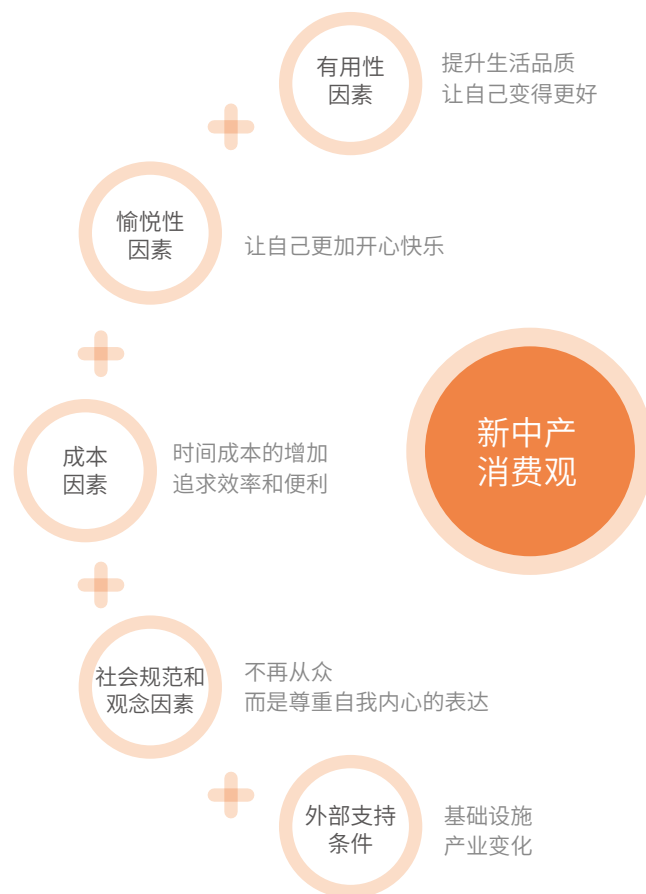 有用性
因素
提升生活品质
让自己变得更好
愉悦性
因素
让自己更加开心快乐
新中产
消费观
成本
因素
时间成本的增加
追求效率和便利
社会规范和
观念因素
不再从众
而是尊重自我内心的表达
外部支持
条件
基础设施
产业变化